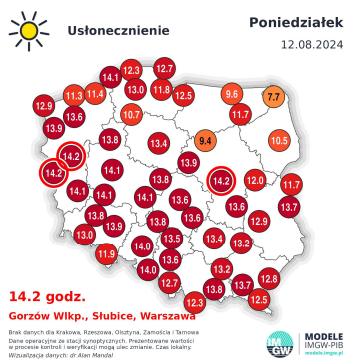 Usłonecznienie
Poniedziałek
12.08.2024
12.3 12.7
14.1
13.0 11.8
11.3 11.4 12.5 9.6 7.7
12.9
13.6 10.7 11.7
13.9
13.8 13.4 9.4 10.5
14.2
14.2 14.1 13.9
13.8 14.2 12.0 11.7
14.1 14.1 14.1 13.6 13.6 13.7
13.8 13.9 13.8 13.6 12.9
13.0 13.5 13.4 13.2
11.9 14.0 13.6
14.0 13.2
12.7 13.8 13.7 12.8
12.3 12.5
14.2 godz.
Gorzów Wlkp., Słubice, Warszawa
Brak danych dla Krakowa, Rzeszowa, Olsztyna, Zamościa i Tarnowa
Dane operacyjne ze stacji synoptycznych. Prezentowane wartości
w procesie kontroli i weryfikacji mogą ulec zmianie. Czas lokalny.
Wizualizacja danych: dr Alan Mandal
IM
GW
MODELE
IMGW-PIB